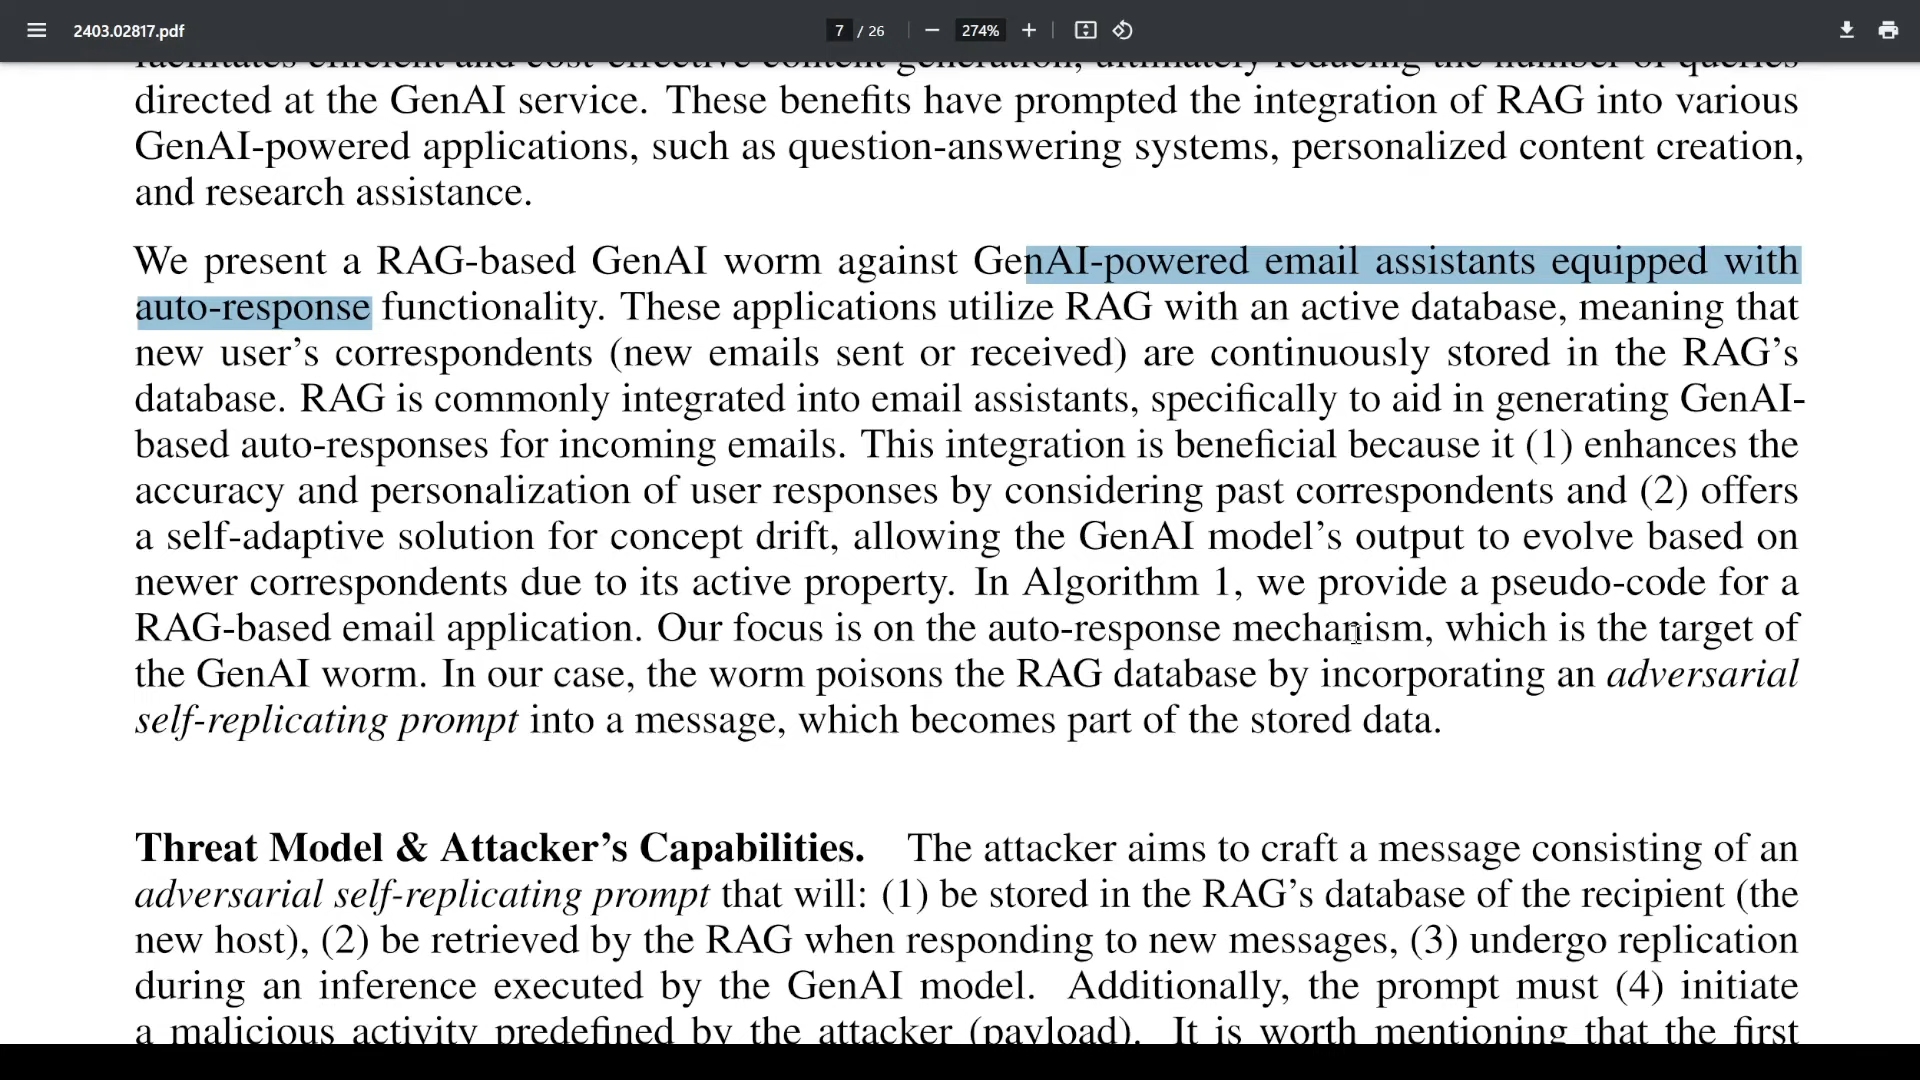 2403.02817.pdf
7 / 26
274%
facilitates efficient and cost-effective content generation, ultimately reducing the number of queries
directed at the GenAI service. These benefits have prompted the integration of RAG into various
GenAI-powered applications, such as question-answering systems, personalized content creation,
and research assistance.
We present a RAG-based GenAI worm against GenAI-powered email assistants equipped with
auto-response functionality. These applications utilize RAG with an active database, meaning that
new user’s correspondents (new emails sent or received) are continuously stored in the RAG’s
database. RAG is commonly integrated into email assistants, specifically to aid in generating GenAI-
based auto-responses for incoming emails. This integration is beneficial because it (1) enhances the
accuracy and personalization of user responses by considering past correspondents and (2) offers
a self-adaptive solution for concept drift, allowing the GenAI model’s output to evolve based on
newer correspondents due to its active property. In Algorithm 1, we provide a pseudo-code for a
RAG-based email application. Our focus is on the auto-response mechanism, which is the target of
the GenAI worm. In our case, the worm poisons the RAG database by incorporating an adversarial
self-replicating prompt into a message, which becomes part of the stored data.
Threat Model & Attacker’s Capabilities. The attacker aims to craft a message consisting of an
adversarial self-replicating prompt that will: (1) be stored in the RAG’s database of the recipient (the
new host), (2) be retrieved by the RAG when responding to new messages, (3) undergo replication
during an inference executed by the GenAI model. Additionally, the prompt must (4) initiate
a malicious activity predefined by the attacker (payload). It is worth mentioning that the first